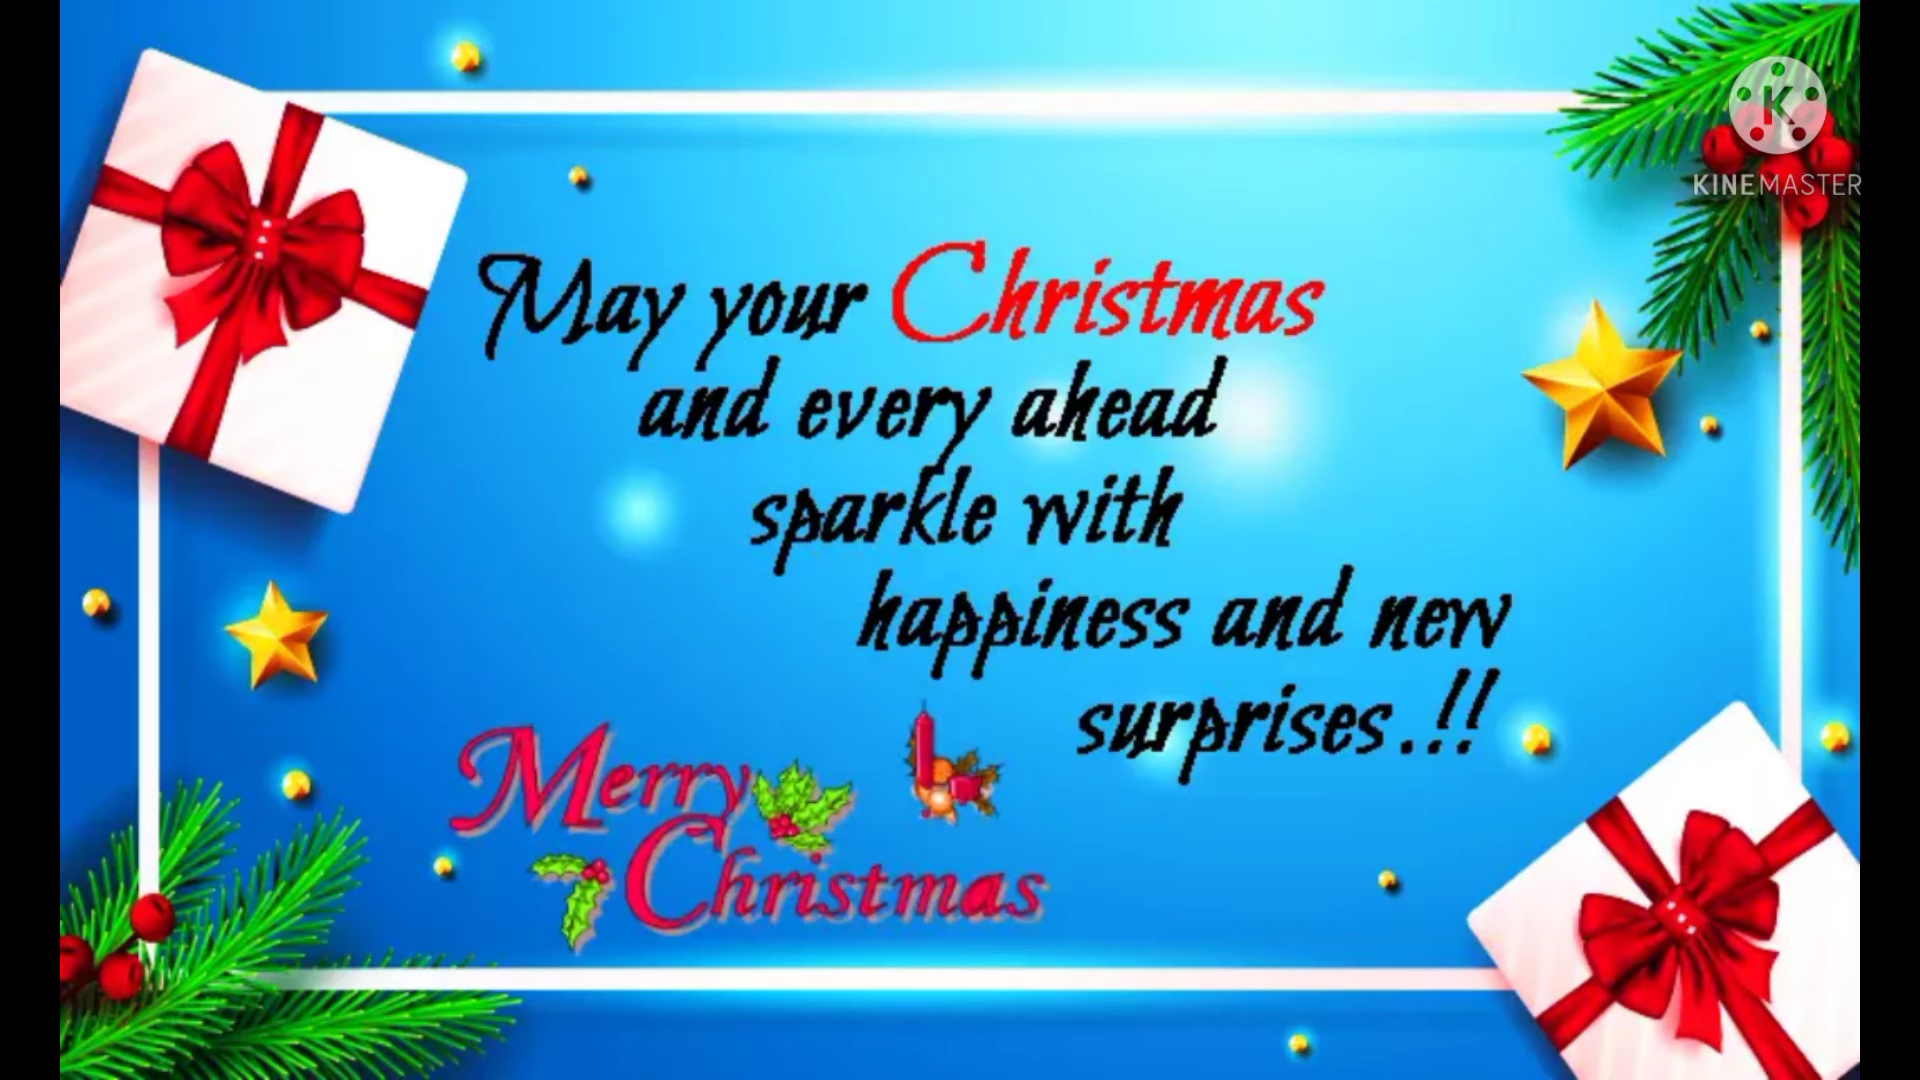 KINEMASTER
May your Christmas
and every ahead
sparkle with
happiness and new
surprises.!!
Merry
Christmas